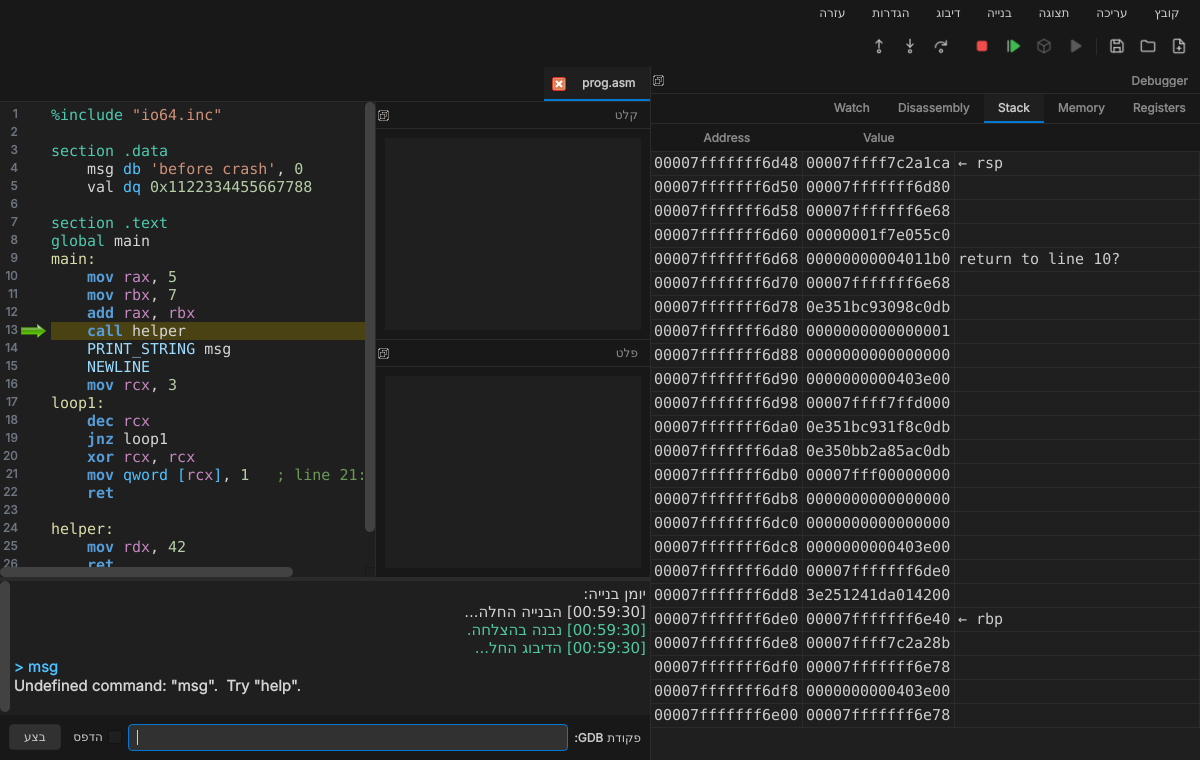 קובץ עריכה תצוגה בנייה דיבוג הגדרות עזרה
prog.asm
1 %include "io64.inc"
2
3 section .data
4 msg db 'before crash', 0
5 val dq 0x1122334455667788
6
7 section .text
8 global main
9 main:
10 mov rax, 5
11 mov rbx, 7
12 add rax, rbx
13 call helper
14 PRINT_STRING msg
15 NEWLINE
16 mov rcx, 3
17 loop1:
18 dec rcx
19 jnz loop1
20 xor rcx, rcx
21 mov qword [rcx], 1 ; line 21:
22 ret
23
24 helper:
25 mov rdx, 42
26 ret
קלט
פלט
Debugger
Watch Disassembly Stack Memory Registers
Address Value
00007fffffff6d48 00007ffff7c2a1ca ← rsp
00007fffffff6d50 00007fffffff6d80
00007fffffff6d58 00007fffffff6e68
00007fffffff6d60 00000001f7e055c0
00007fffffff6d68 00000000004011b0 return to line 10?
00007fffffff6d70 00007fffffff6e68
00007fffffff6d78 0e351bc93098c0db
00007fffffff6d80 0000000000000001
00007fffffff6d88 0000000000000000
00007fffffff6d90 0000000000403e00
00007fffffff6d98 00007ffff7ffd000
00007fffffff6da0 0e351bc931f8c0db
00007fffffff6da8 0e350bb2a85ac0db
00007fffffff6db0 00007fff00000000
00007fffffff6db8 0000000000000000
00007fffffff6dc0 0000000000000000
00007fffffff6dc8 0000000000403e00
00007fffffff6dd0 00007fffffff6de0
00007fffffff6dd8 3e251241da014200
00007fffffff6de0 00007fffffff6e40 ← rbp
00007fffffff6de8 00007ffff7c2a28b
00007fffffff6df0 00007fffffff6e78
00007fffffff6df8 0000000000403e00
00007fffffff6e00 00007fffffff6e78
יומן בנייה:
[00:59:30] הבנייה החלה...
[00:59:30] נבנה בהצלחה.
[00:59:30] הדיבוג החל...
> msg
Undefined command: "msg". Try "help".
פקודת GDB: הדפס בצע